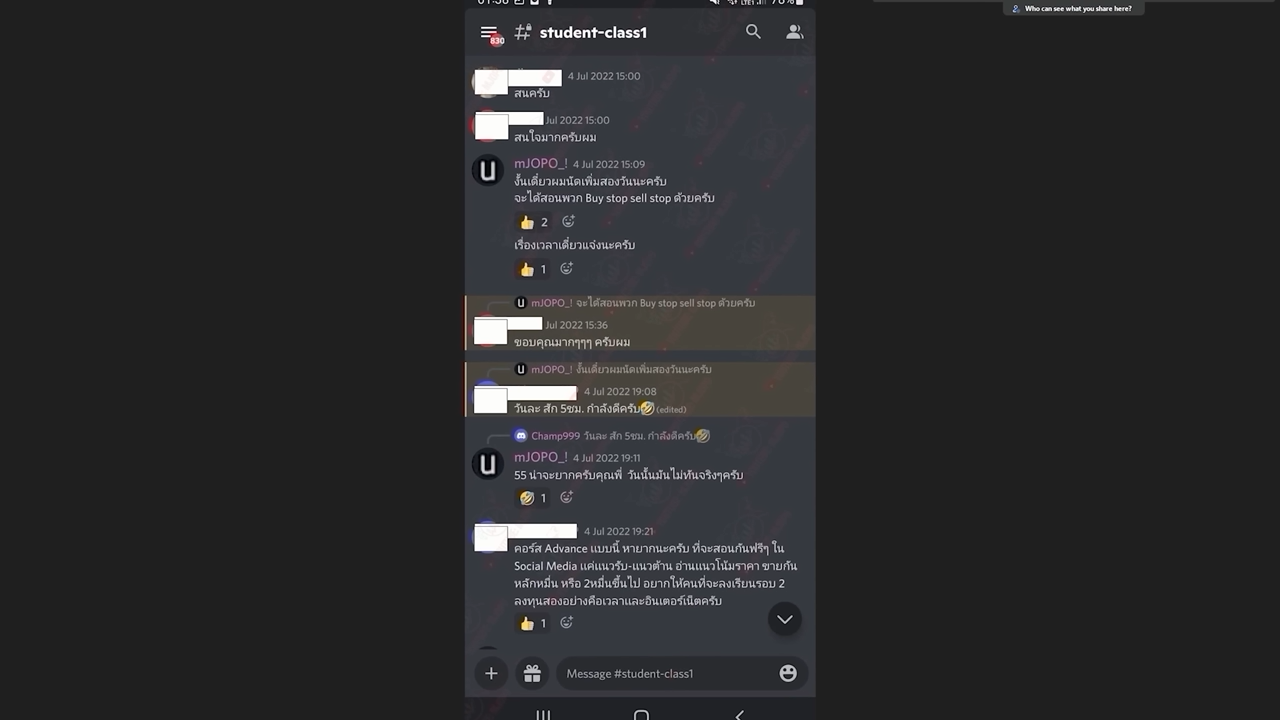 Who can see what you share here?
830
# student-class1
4 Jul 2022 15:00
สนครับ
Jul 2022 15:00
สนใจมากครับผม
U
mJOPO_! 4 Jul 2022 15:09
งั้นเดี๋ยวผมนัดเพิ่มสองวันนะครับ
จะได้สอนพวก Buy stop sell stop ด้วยครับ
👍 2
เรื่องเวลาเดี๋ยวแจ้งนะครับ
👍 1
U mJOPO_! จะได้สอนพวก Buy stop sell stop ด้วยครับ
Jul 2022 15:36
ขอบคุณมากๆๆๆ ครับผม
U mJOPO_! งั้นเดี๋ยวผมนัดเพิ่มสองวันนะครับ
4 Jul 2022 19:08
วันละ สัก 5ชม. กำลังดีครับ🤣 (edited)
Champ999 วันละ สัก 5ชม. กำลังดีครับ🤣
U
mJOPO_! 4 Jul 2022 19:11
55 น่าจะยากครับคุณพี่ วันนั้นมันไม่ทันจริงๆครับ
🤣 1
4 Jul 2022 19:21
คอร์ส Advance แบบนี้ หายากนะครับ ที่จะสอนกันฟรีๆ ใน
Social Media แค่แนวรับ-แนวต้าน อ่านแนวโน้มราคา ขายกัน
หลักหมื่น หรือ 2หมื่นขึ้นไป อยากให้คนที่จะลงเรียนรอบ 2
ลงทุนสองอย่างคือเวลาและอินเตอร์เน็ตครับ
👍 1
Message #student-class1